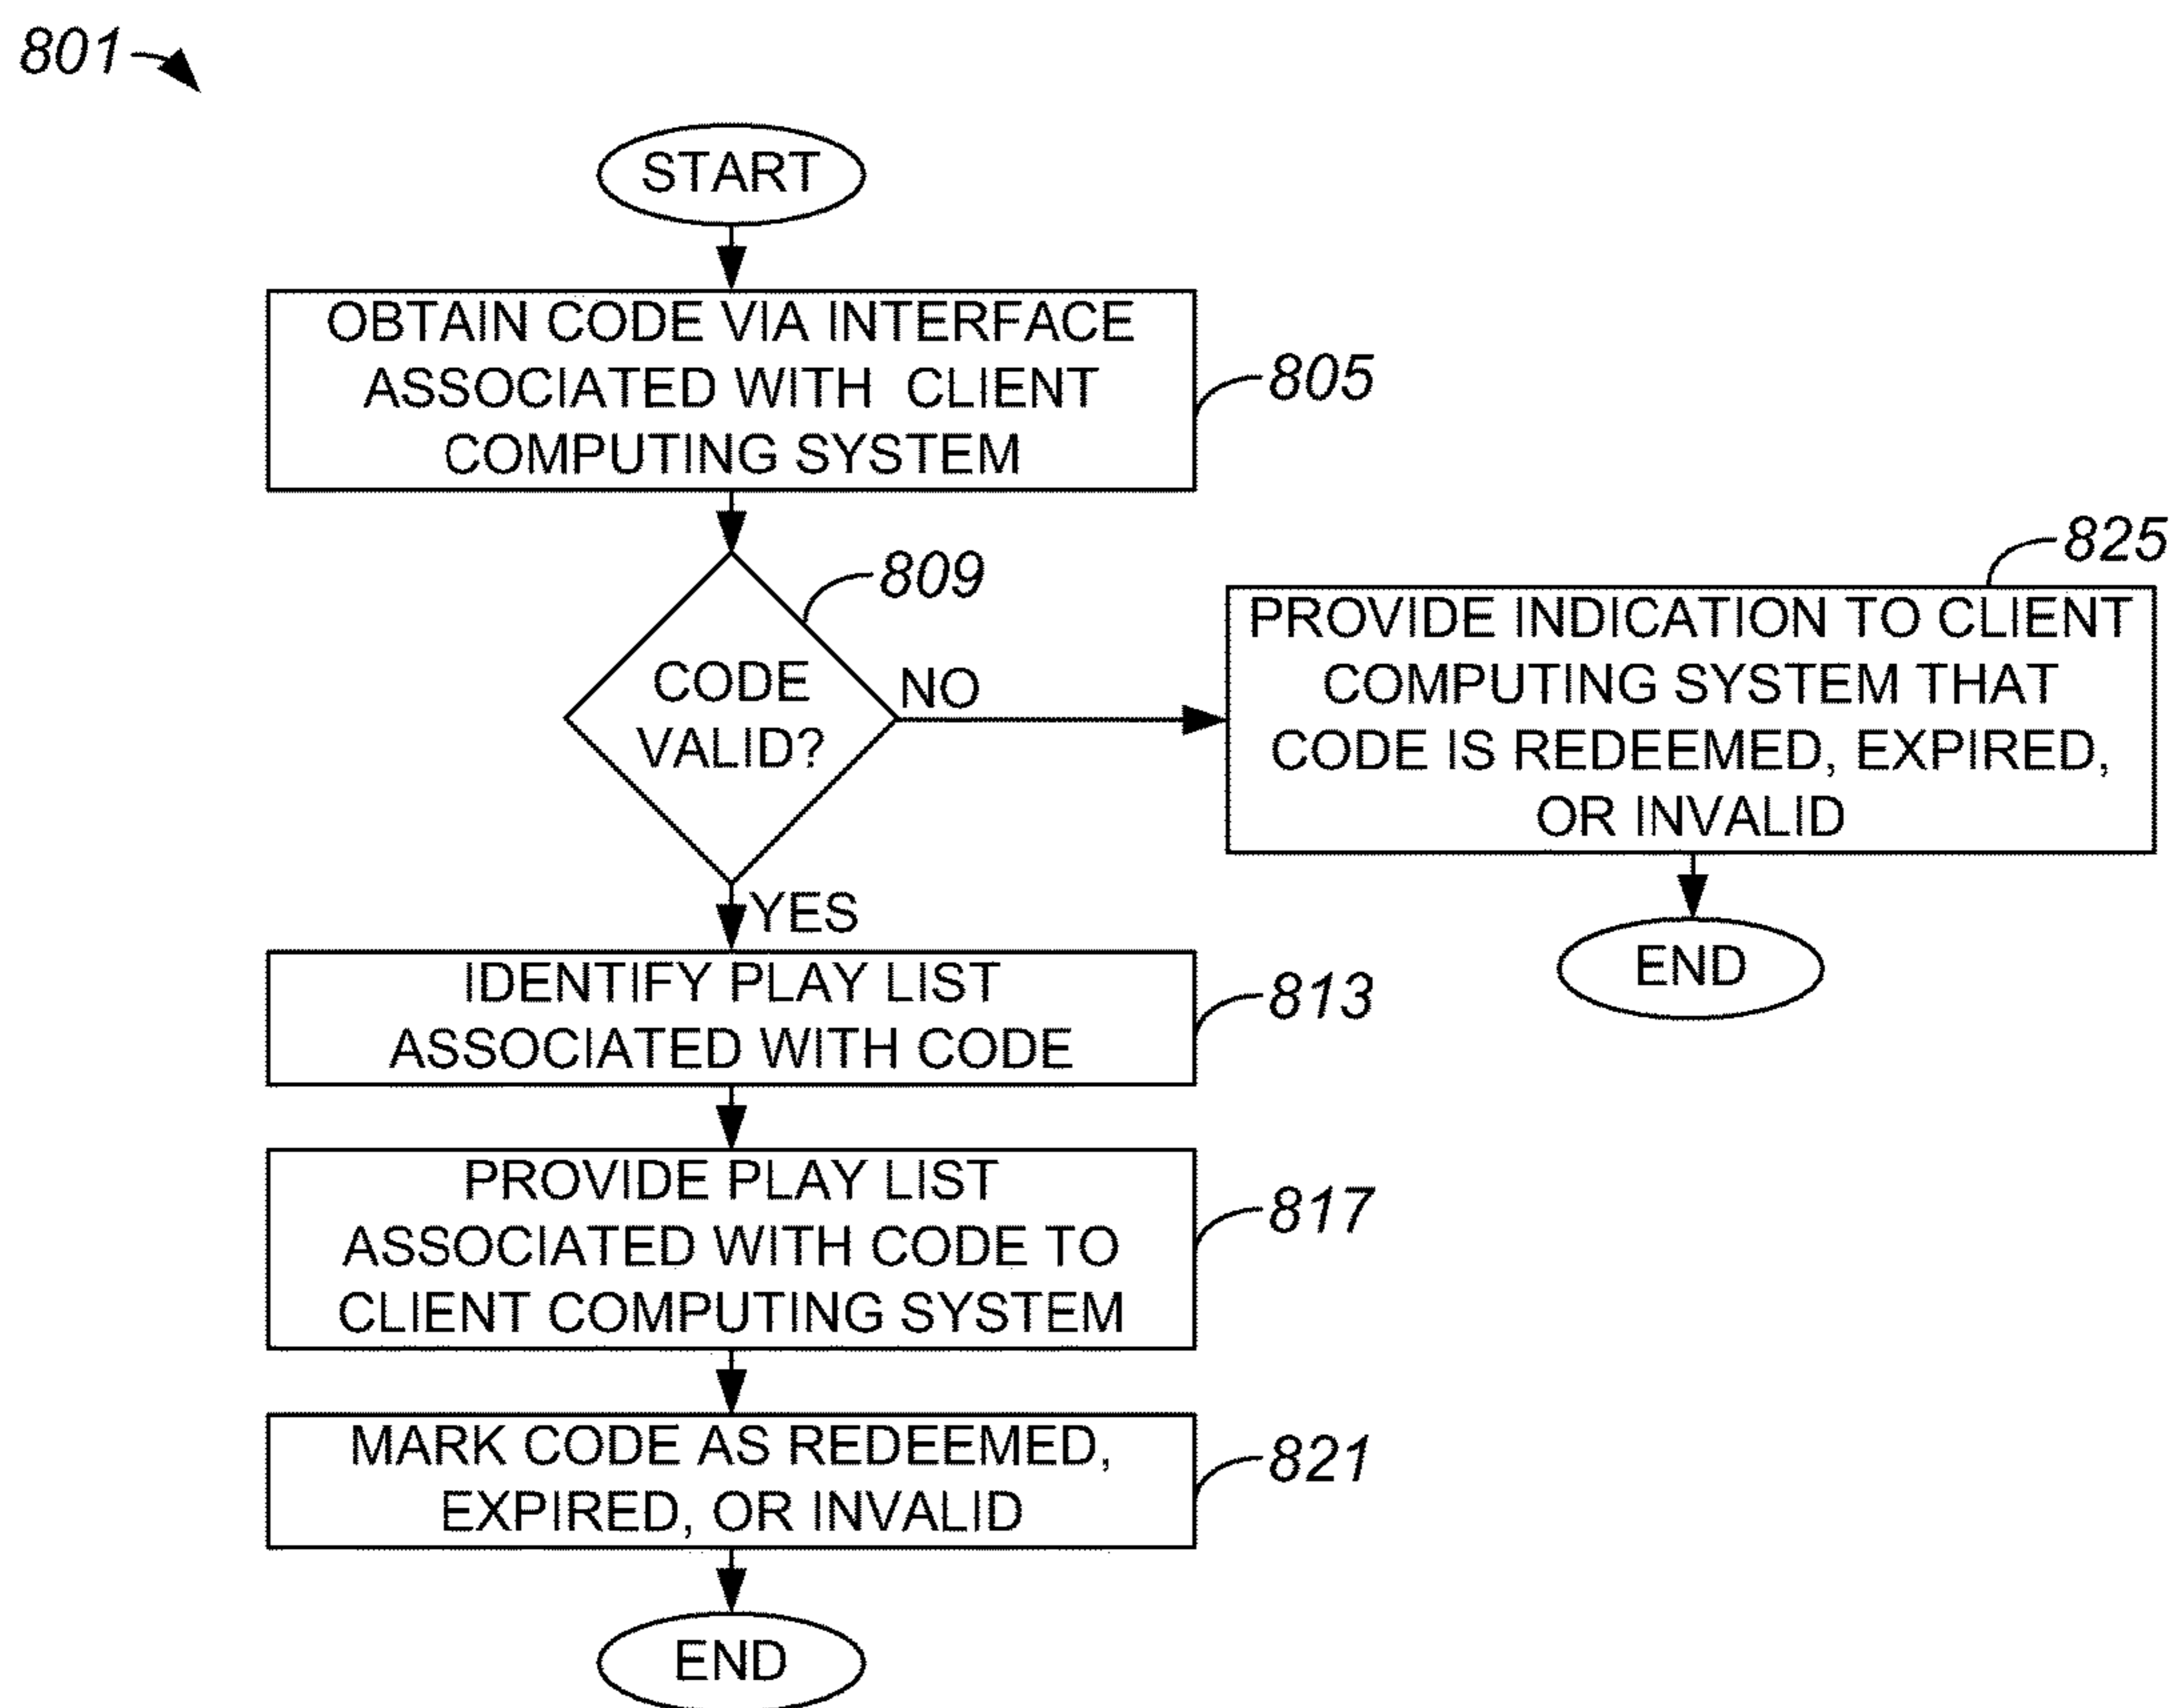 801
START
OBTAIN CODE VIA INTERFACE
ASSOCIATED WITH CLIENT
COMPUTING SYSTEM
805
809
CODE
VALID?
NO
825
PROVIDE INDICATION TO CLIENT
COMPUTING SYSTEM THAT
CODE IS REDEEMED, EXPIRED,
OR INVALID
END
YES
IDENTIFY PLAY LIST
ASSOCIATED WITH CODE
813
PROVIDE PLAY LIST
ASSOCIATED WITH CODE TO
CLIENT COMPUTING SYSTEM
817
MARK CODE AS REDEEMED,
EXPIRED, OR INVALID
821
END